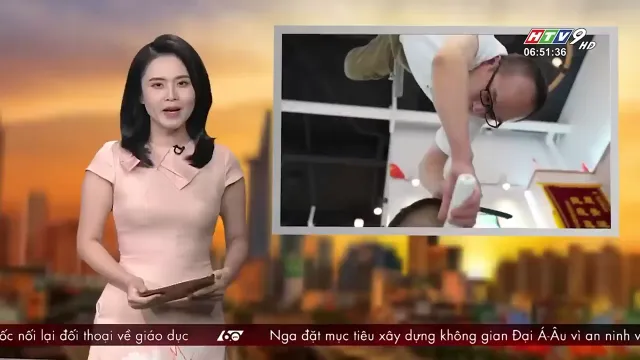 HTV9 HD
06:51:36
ốc nối lại đối thoại về giáo dục 60 Nga đặt mục tiêu xây dựng không gian Đại Á-Âu vì an ninh v